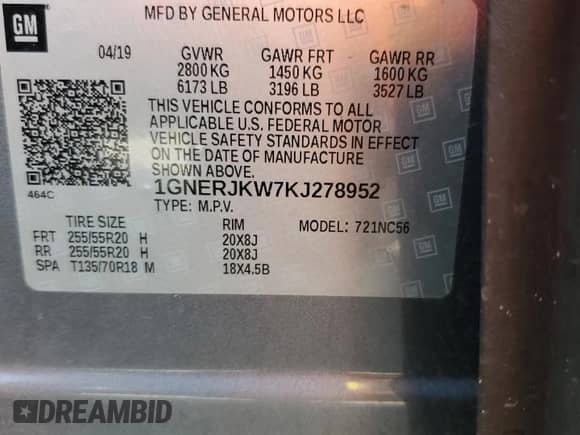 MFD BY GENERAL MOTORS LLC
GM
04/19 GVWR GAWR FRT GAWR RR
2800 KG 1450 KG 1600 KG
6173 LB 3196 LB 3527 LB
THIS VEHICLE CONFORMS TO ALL
APPLICABLE U.S. FEDERAL MOTOR
VEHICLE SAFETY STANDARDS IN EFFECT
ON THE DATE OF MANUFACTURE
SHOWN ABOVE.
464C
1GNERJKW7KJ278952
TYPE: M.P.V. MODEL: 721NC56
TIRE SIZE RIM
FRT 255/55R20 H 20X8J
RR 255/55R20 H 20X8J
SPA T135/70R18 M 18X4.5B
DREAMBID